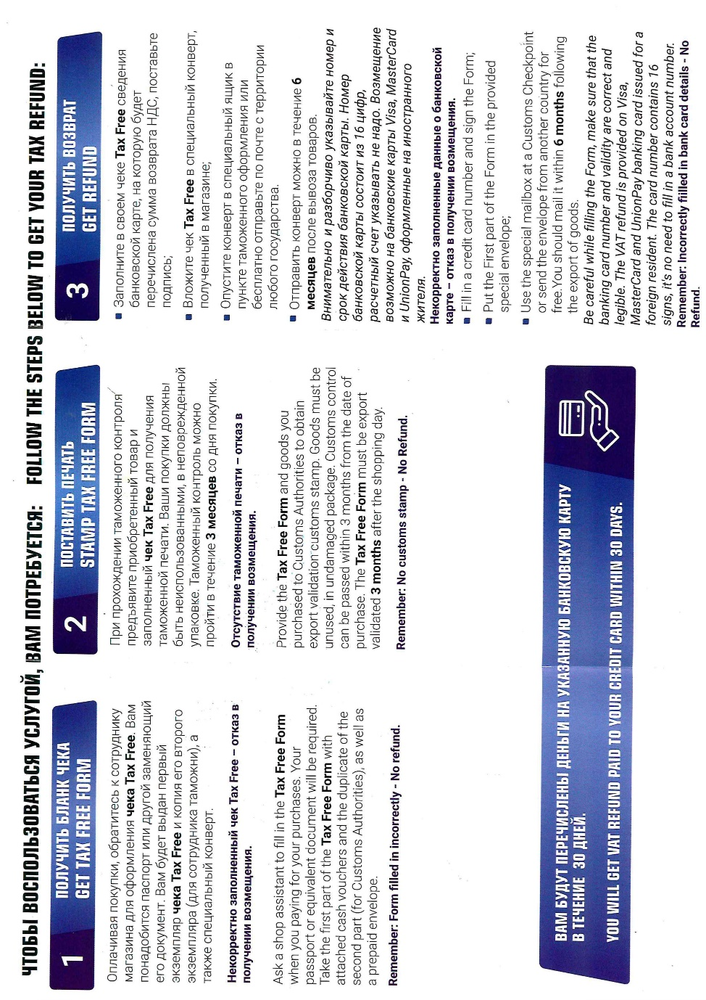 ЧТОБЫ ВОСПОЛЬЗОВАТЬСЯ УСЛУГОЙ, ВАМ ПОТРЕБУЕТСЯ: FOLLOW THE STEPS BELOW TO GET YOUR TAX REFUND:
1
ПОЛУЧИТЬ БЛАНК ЧЕКА
GET TAX FREE FORM
Оплачивая покупки, обратитесь к сотруднику
магазина для оформления чека Tax Free. Вам
понадобится паспорт или другой заменяющий
его документ. Вам будет выдан первый
экземпляр чека Tax Free и копия его второго
экземпляра (для сотрудника таможни), а
также специальный конверт.
Некорректно заполненный чек Tax Free – отказ в
получении возмещения.
Ask a shop assistant to fill in the Tax Free Form
when you paying for your purchases. Your
passport or equivalent document will be required.
Take the first part of the Tax Free Form with
attached cash vouchers and the duplicate of the
second part (for Customs Authorities), as well as
a prepaid envelope.
Remember: Form filled in incorrectly - No refund.
2
ПОСТАВИТЬ ПЕЧАТЬ
STAMP TAX FREE FORM
При прохождении таможенного контроля
предъявите приобретенный товар и
заполненный чек Tax Free для получения
таможенной печати. Ваши покупки должны
быть неиспользованными, в неповрежденной
упаковке. Таможенный контроль можно
пройти в течение 3 месяцев со дня покупки.
Отсутствие таможенной печати – отказ в
получении возмещения.
Provide the Tax Free Form and goods you
purchased to Customs Authorities to obtain
export validation customs stamp. Goods must be
unused, in undamaged package. Customs control
can be passed within 3 months from the date of
purchase. The Tax Free Form must be export
validated 3 months after the shopping day.
Remember: No customs stamp - No Refund.
3
ПОЛУЧИТЬ ВОЗВРАТ
GET REFUND
▪ Заполните в своем чеке Tax Free сведения
банковской карте, на которую будет
перечислена сумма возврата НДС, поставьте
подпись;
▪ Вложите чек Tax Free в специальный конверт,
полученный в магазине;
▪ Опустите конверт в специальный ящик в
пункте таможенного оформления или
бесплатно отправьте по почте с территории
любого государства.
▪ Отправить конверт можно в течение 6
месяцев после вывоза товаров.
Внимательно и разборчиво указывайте номер и
срок действия банковской карты. Номер
банковской карты состоит из 16 цифр,
расчетный счет указывать не надо. Возмещение
возможно на банковские карты Visa, MasterCard
и UnionPay, оформленные на иностранного
жителя.
Некорректно заполненные данные о банковской
карте – отказ в получении возмещения.
▪ Fill in a credit card number and sign the Form;
▪ Put the First part of the Form in the provided
special envelope;
▪ Use the special mailbox at a Customs Checkpoint
or send the envelope from another country for
free.You should mail it within 6 months following
the export of goods.
Be careful while filling the Form, make sure that the
banking card number and validity are correct and
legible. The VAT refund is provided on Visa,
MasterCard and UnionPay banking card issued for a
foreign resident. The card number contains 16
signs, it's no need to fill in a bank account number.
Remember: Incorrectly filled in bank card details - No
Refund.
ВАМ БУДУТ ПЕРЕЧИСЛЕНЫ ДЕНЬГИ НА УКАЗАННУЮ БАНКОВСКУЮ КАРТУ
В ТЕЧЕНИЕ 30 ДНЕЙ.
YOU WILL GET VAT REFUND PAID TO YOUR CREDIT CARD WITHIN 30 DAYS.